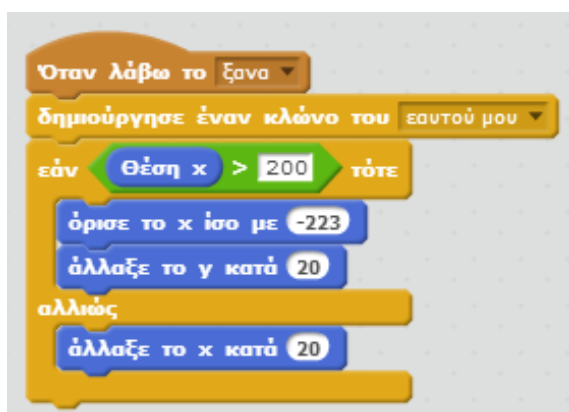 Όταν λάβω το ξανα
δημιούργησε έναν κλώνο του εαυτού μου
εάν Θέση x > 200 τότε
όρισε το x ίσο με -223
άλλαξε το y κατά 20
αλλιώς
άλλαξε το x κατά 20